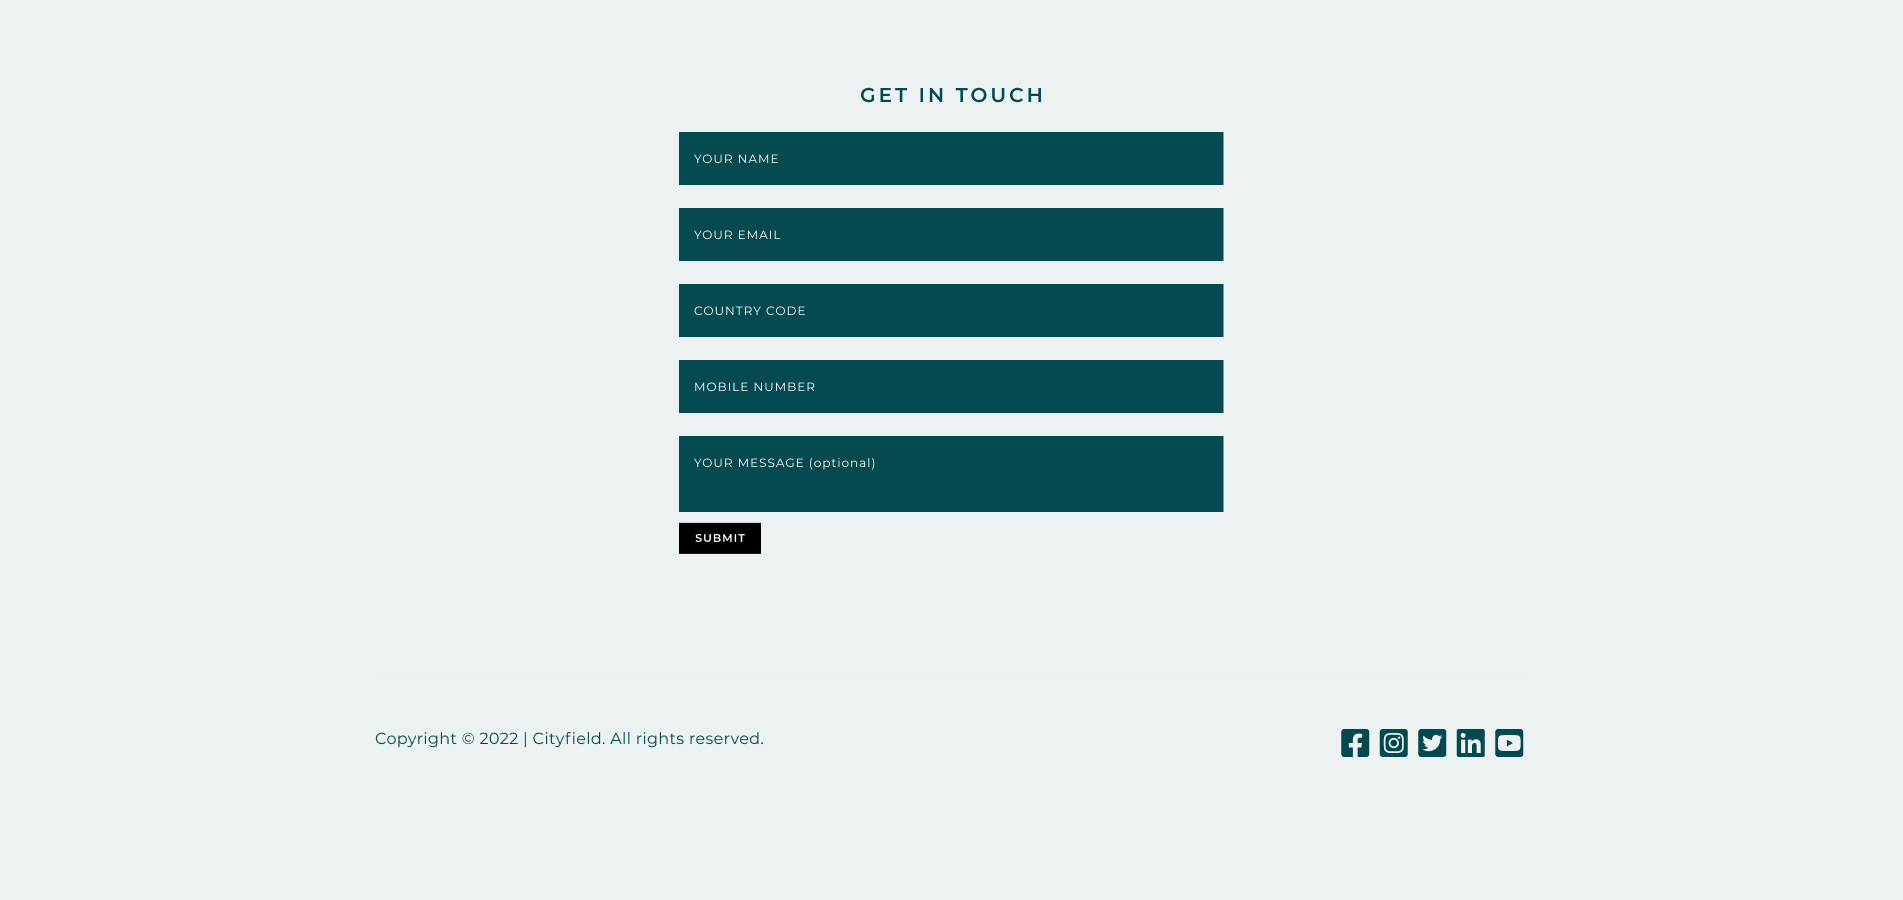 GET IN TOUCH
YOUR NAME
YOUR EMAIL
COUNTRY CODE
MOBILE NUMBER
YOUR MESSAGE (optional)
SUBMIT
Copyright © 2022 | Cityfield. All rights reserved.